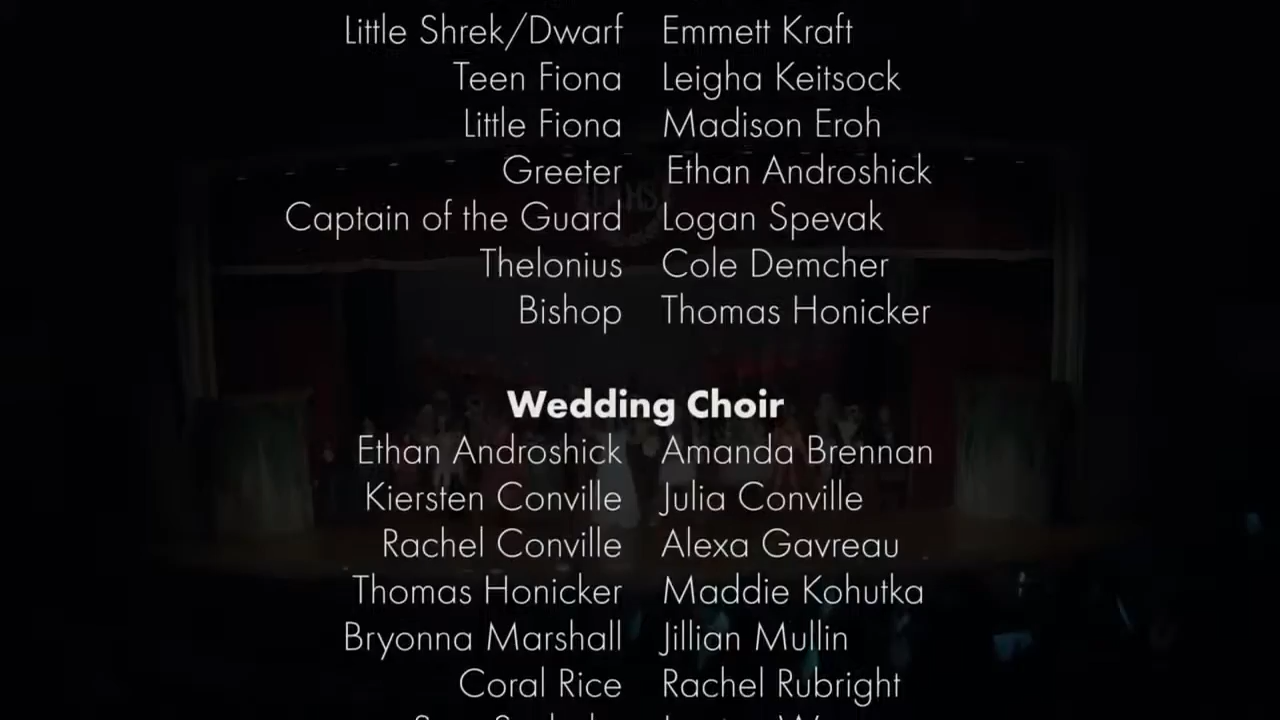 Little Shrek/Dwarf Emmett Kraft
Teen Fiona Leigha Keitsock
Little Fiona Madison Eroh
Greeter Ethan Androshick
Captain of the Guard Logan Spevak
Thelonius Cole Demcher
Bishop Thomas Honicker
Wedding Choir
Ethan Androshick Amanda Brennan
Kiersten Conville Julia Conville
Rachel Conville Alexa Gavreau
Thomas Honicker Maddie Kohutka
Bryonna Marshall Jillian Mullin
Coral Rice Rachel Rubright